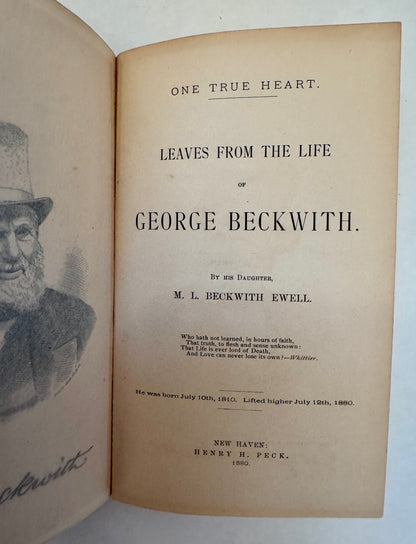 ONE TRUE HEART.
LEAVES FROM THE LIFE
OF
GEORGE BECKWITH.
BY HIS DAUGHTER,
M. L. BECKWITH EWELL.
Who hath not learned, in hours of faith,
That truth, to flesh and sense unknown:
That Life is ever lord of Death,
And Love can never lose its own?—Whittier.
He was born July 10th, 1810. Lifted higher July 12th, 1880.
NEW HAVEN:
HENRY H. PECK.
1880.
ckwith